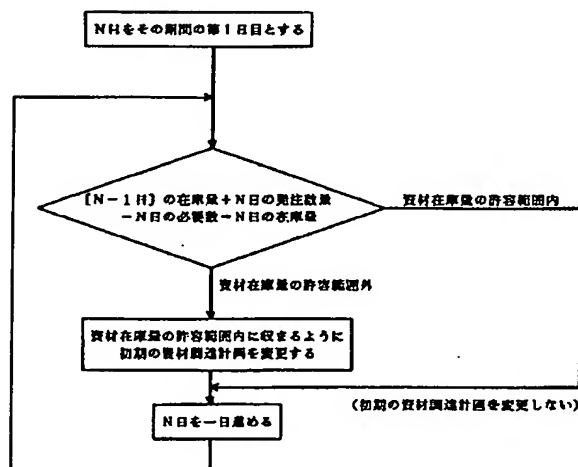 N日をその期間の第１日目とする
［N－１日］の在庫量＋N日の発注数量
－N日の必要数＝N日の在庫量
資材在庫量の許容範囲内
資材在庫量の許容範囲外
資材在庫量の許容範囲内に収まるように
初期の資材調達計画を変更する
（初期の資材調達計画を変更しない）
N日を一日進める